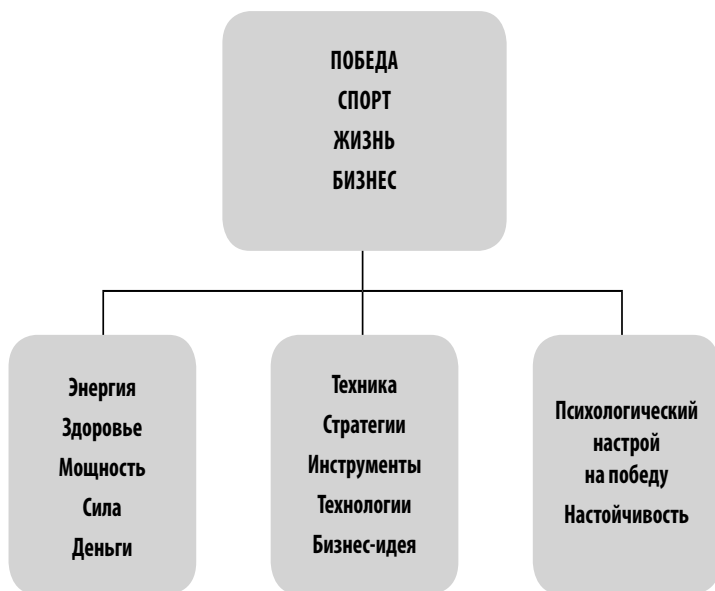 ПОБЕДА
СПОРТ
ЖИЗНЬ
БИЗНЕС
Энергия
Здоровье
Мощность
Сила
Деньги
Техника
Стратегии
Инструменты
Технологии
Бизнес-идея
Психологический
настрой
на победу
Настойчивость